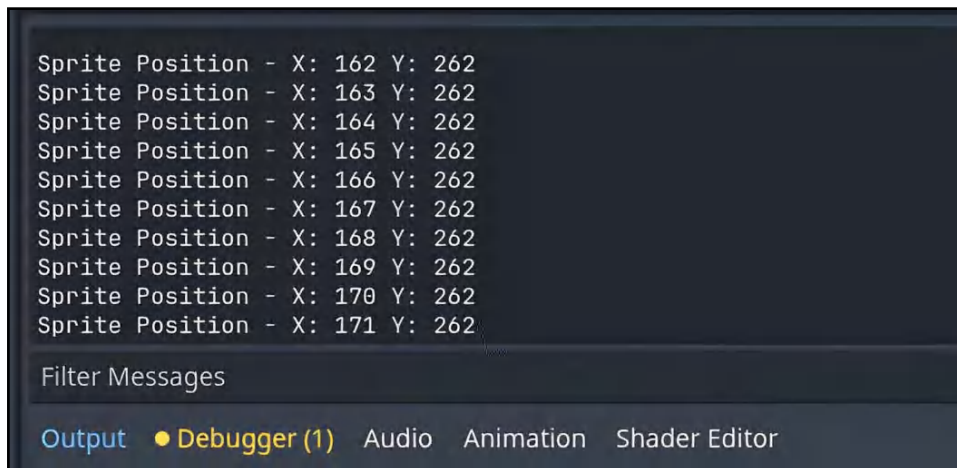 Sprite Position - X: 162 Y: 262
Sprite Position - X: 163 Y: 262
Sprite Position - X: 164 Y: 262
Sprite Position - X: 165 Y: 262
Sprite Position - X: 166 Y: 262
Sprite Position - X: 167 Y: 262
Sprite Position - X: 168 Y: 262
Sprite Position - X: 169 Y: 262
Sprite Position - X: 170 Y: 262
Sprite Position - X: 171 Y: 262
Filter Messages
Output Debugger (1) Audio Animation Shader Editor